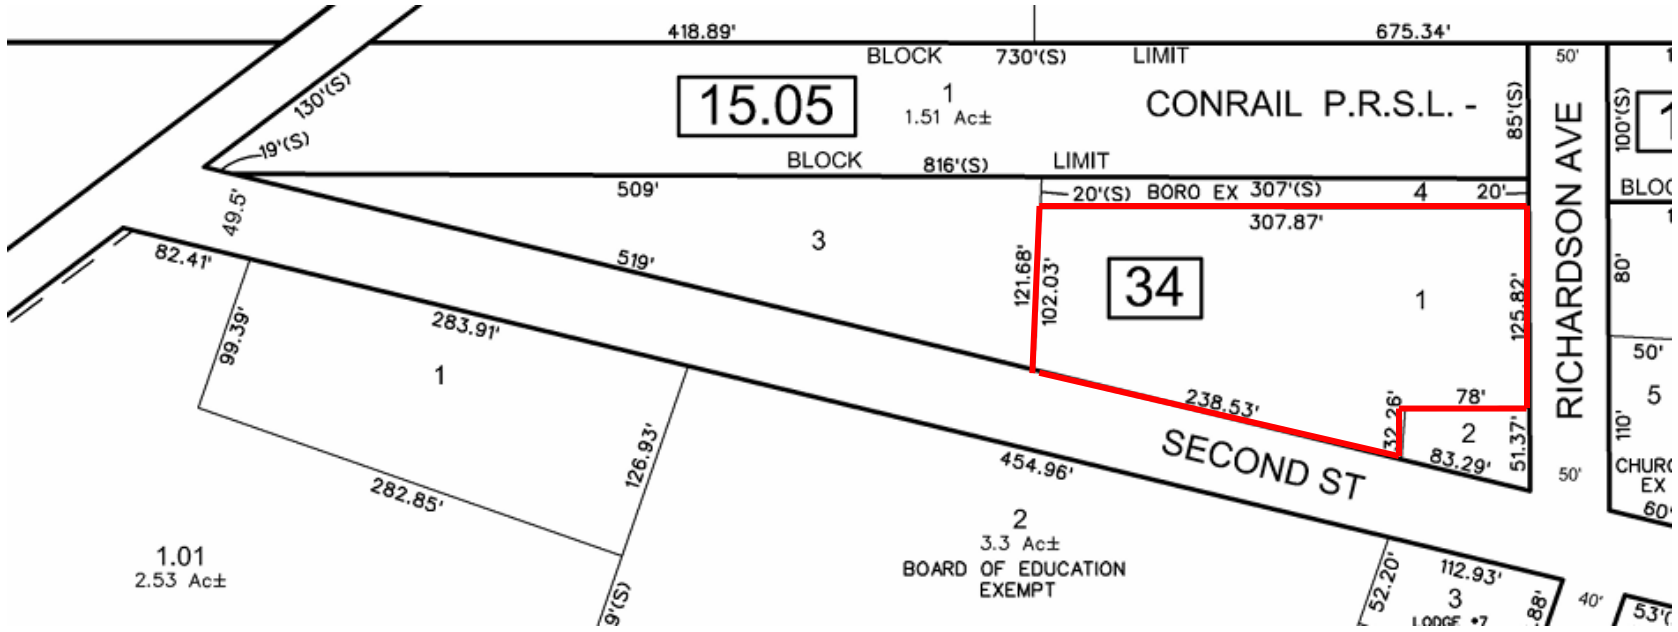 418.89'
675.34'
BLOCK 730'(S) LIMIT
50'
130'(S)
15.05
1
1.51 Ac±
CONRAIL P.R.S.L. -
85'(S)
RICHARDSON AVE
100'(S)
19'(S)
BLOCK 816'(S) LIMIT
509'
20'(S) BORO EX 307'(S) 4 20'
49.5'
307.87'
3
82.41'
519'
121.68'
102.03'
34
1
125.82'
80'
99.39'
283.91'
1
50'
5
110'
238.53'
32.26'
78'
2
83.29'
51.37'
SECOND ST
50'
CHURC
EX
60'
126.93'
282.85'
454.96'
2
3.3 Ac±
BOARD OF EDUCATION
EXEMPT
1.01
2.53 Ac±
9'(S)
52.20'
112.93'
3
.88'
40'